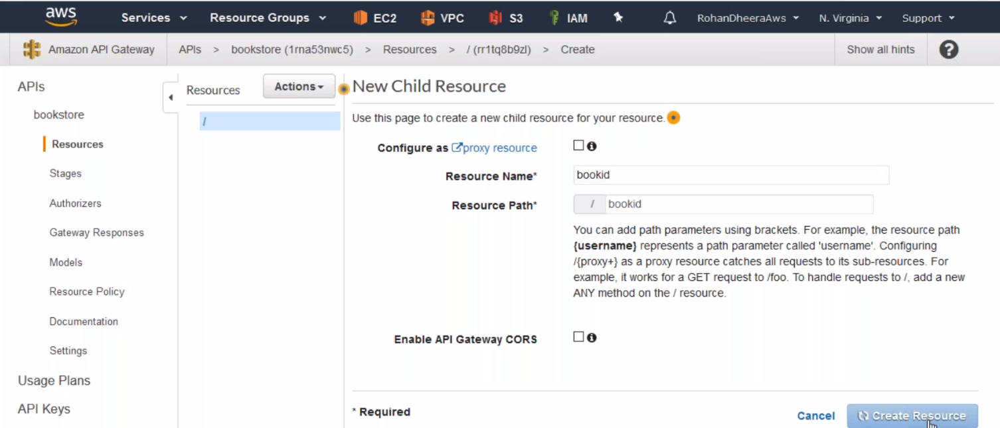 aws Services Resource Groups EC2 VPC S3 IAM RohanDheeraAws N. Virginia Support
Amazon API Gateway APIs > bookstore (1rna53nwc5) > Resources > / (rr1tq8b9zl) > Create Show all hints ?
APIs
bookstore
Resources
Stages
Authorizers
Gateway Responses
Models
Resource Policy
Documentation
Settings
Usage Plans
API Keys
Resources Actions
/
New Child Resource
Use this page to create a new child resource for your resource.
Configure as proxy resource
Resource Name* bookid
Resource Path* / bookid
You can add path parameters using brackets. For example, the resource path
{username} represents a path parameter called 'username'. Configuring
/{proxy+} as a proxy resource catches all requests to its sub-resources. For
example, it works for a GET request to /foo. To handle requests to /, add a new
ANY method on the / resource.
Enable API Gateway CORS
* Required
Cancel Create Resource